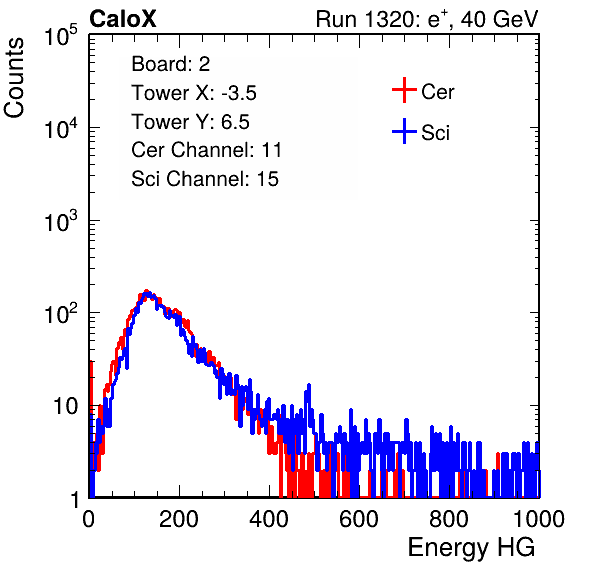 CaloX Run 1320: e⁺, 40 GeV
Counts
10⁵
10⁴
10³
10²
10
1
Board: 2
Tower X: -3.5
Tower Y: 6.5
Cer Channel: 11
Sci Channel: 15
Cer
Sci
0 200 400 600 800 1000
Energy HG